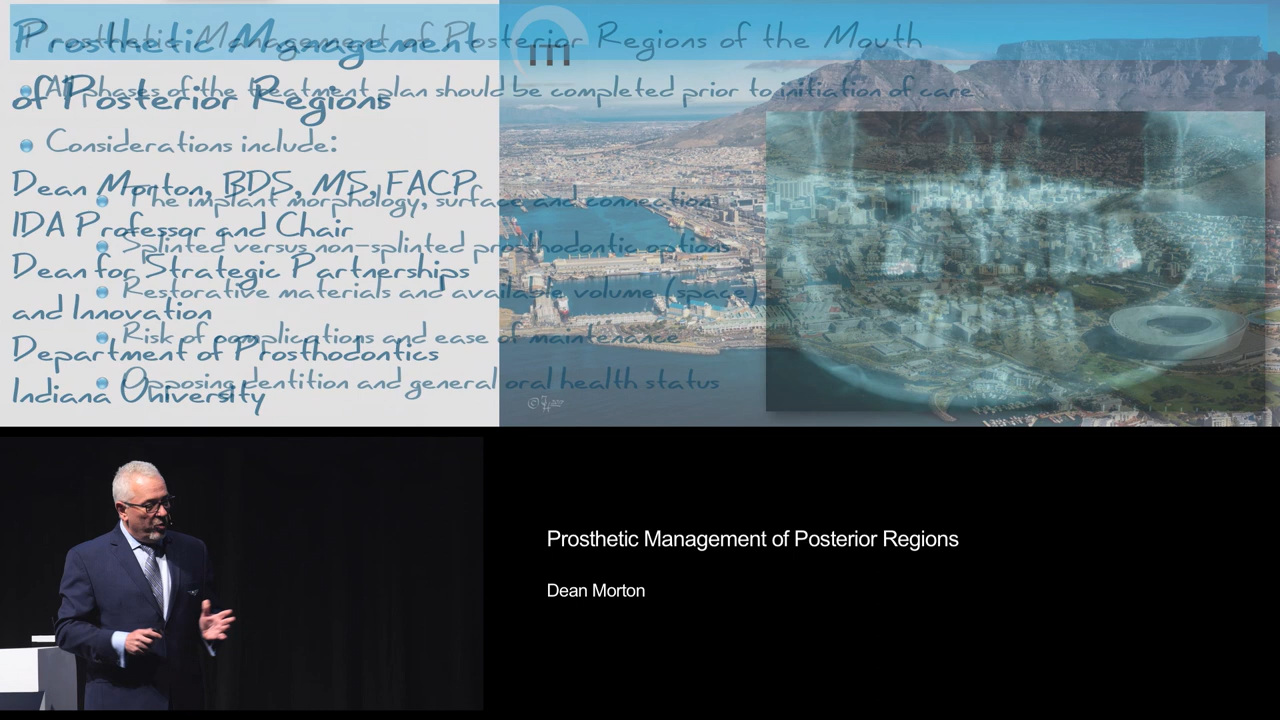 Prosthetic Management
of Posterior Regions
Dean Morton, BDS, MS, FACP
IDA Professor and Chair
Dean for Strategic Partnerships
and Innovation
Department of Prosthodontics
Indiana University
Prosthetic Management of Posterior Regions of the Mouth
All phases of the treatment plan should be completed prior to initiation of care
Considerations include:
The implant morphology, surface and connection
Splinted versus non-splinted prosthodontic options
Restorative materials and available volume (space)
Risk of complications and ease of maintenance
Opposing dentition and general oral health status
Prosthetic Management of Posterior Regions
Dean Morton